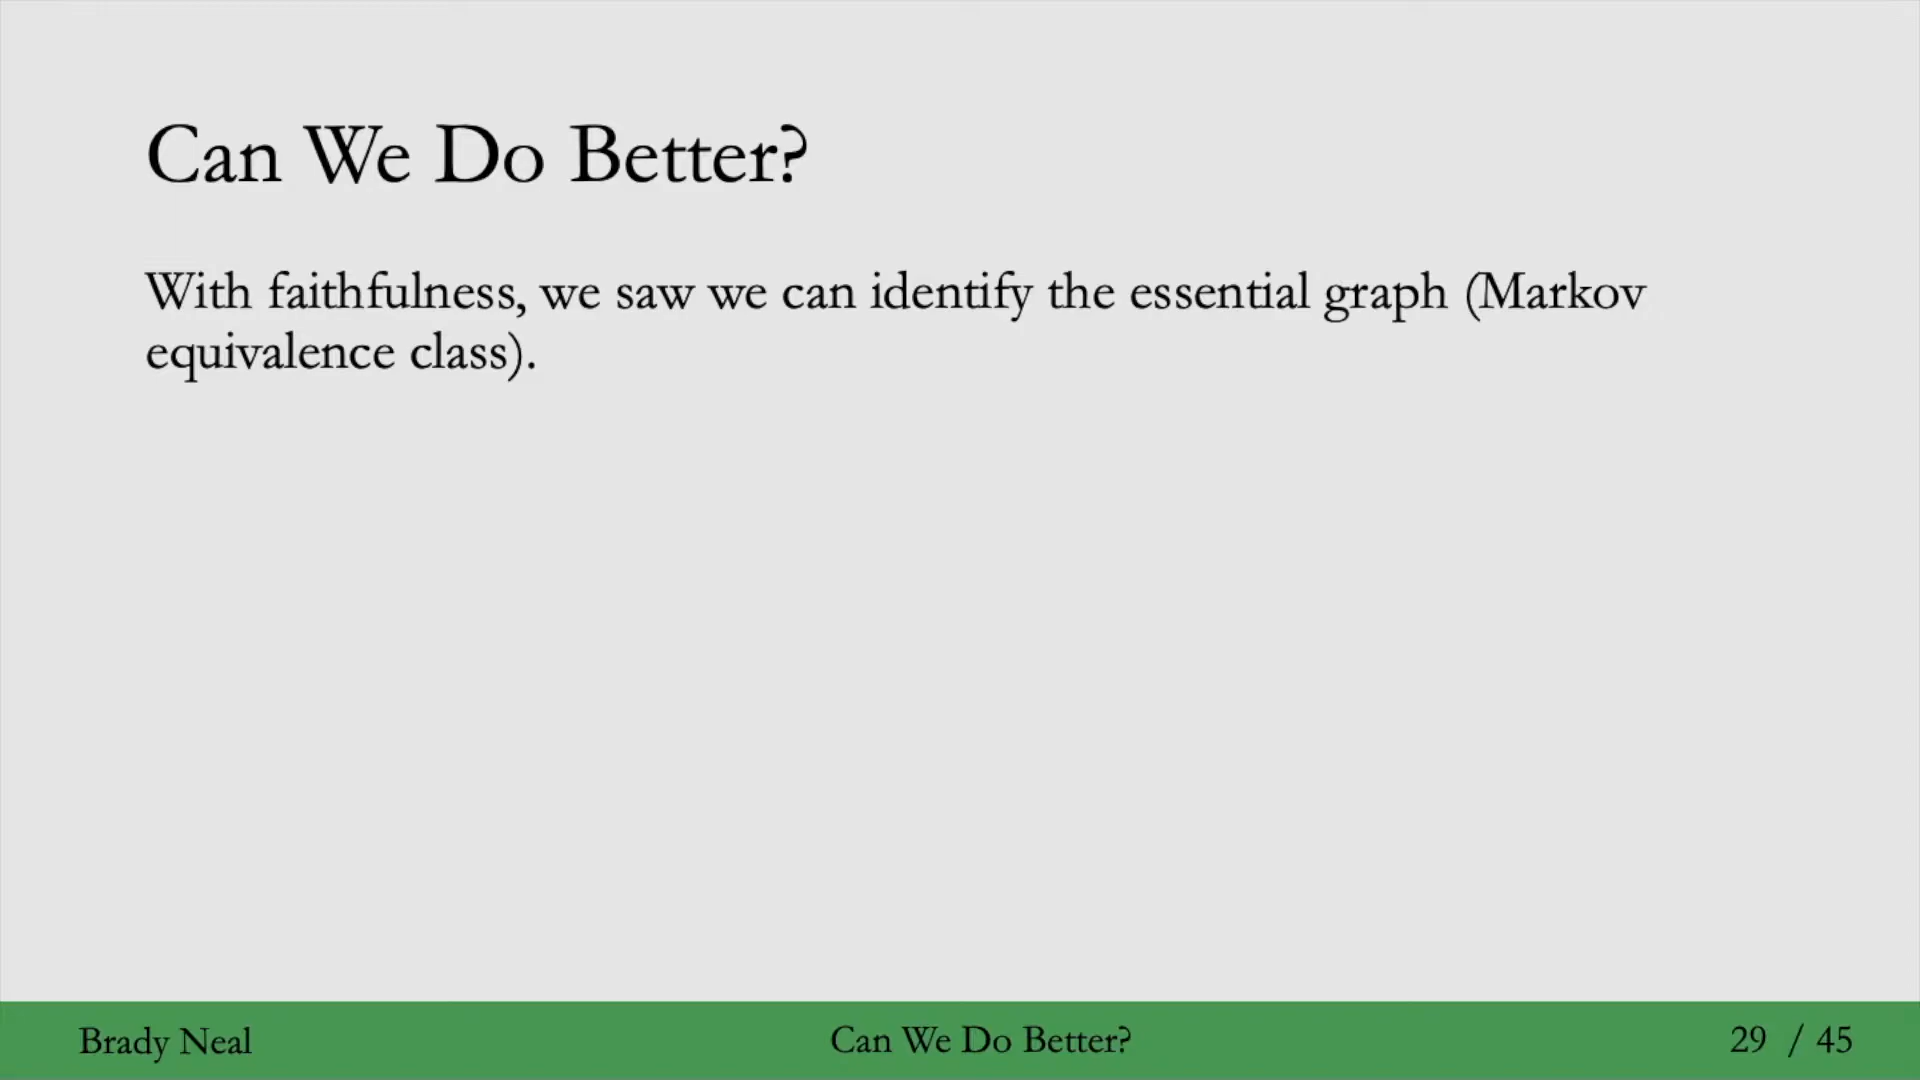 Can We Do Better?
With faithfulness, we saw we can identify the essential graph (Markov
equivalence class).
Brady Neal
Can We Do Better?
29 / 45